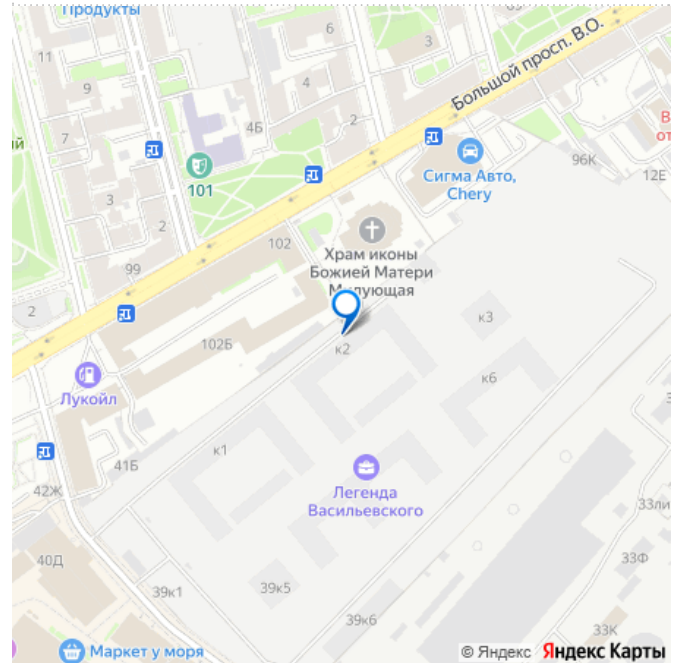 Продукты
Большой просп. В.О.
11
6
3
9
4
4Б
2
7
101
Сигма Авто,
Chery
96К
12Е
3
2
102
Храм иконы
Божией Матери
Милующая
99
2
102Б
к2
к3
Лукойл
к6
к1
41Б
Легенда
Васильевского
42Ж
40Д
39к1
39к5
39к6
33Ф
33К
Маркет у моря
© Яндекс Яндекс Карты